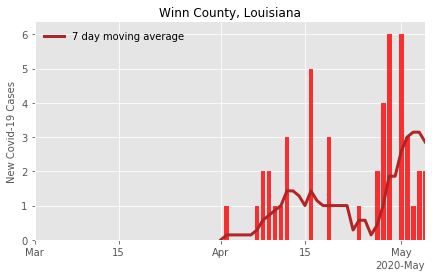 Winn County, Louisiana
7 day moving average
New Covid-19 Cases
6
5
4
3
2
1
0
Mar 15 Apr 15 May
2020-May